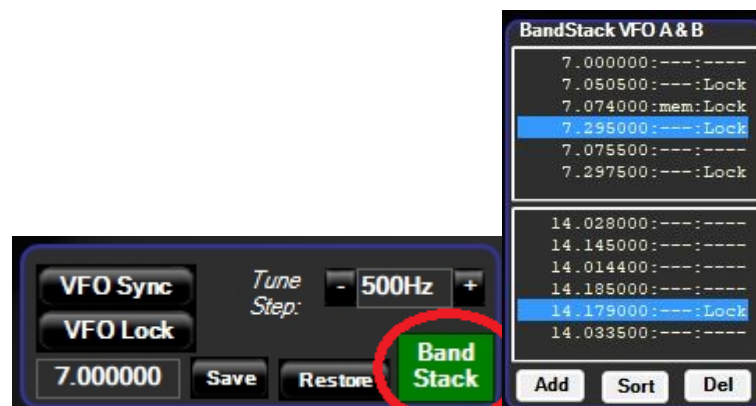 BandStack VFO A & B
7.000000:---:----
7.050500:---:Lock
7.074000:mem:Lock
7.295000:---:Lock
7.075500:---:----
7.297500:---:Lock
14.028000:---:----
14.145000:---:----
14.014400:---:----
14.185000:---:----
14.179000:---:Lock
14.033500:---:----
Add Sort Del
VFO Sync
Tune
Step:
- 500Hz +
VFO Lock
7.000000 Save Restore
Band
Stack